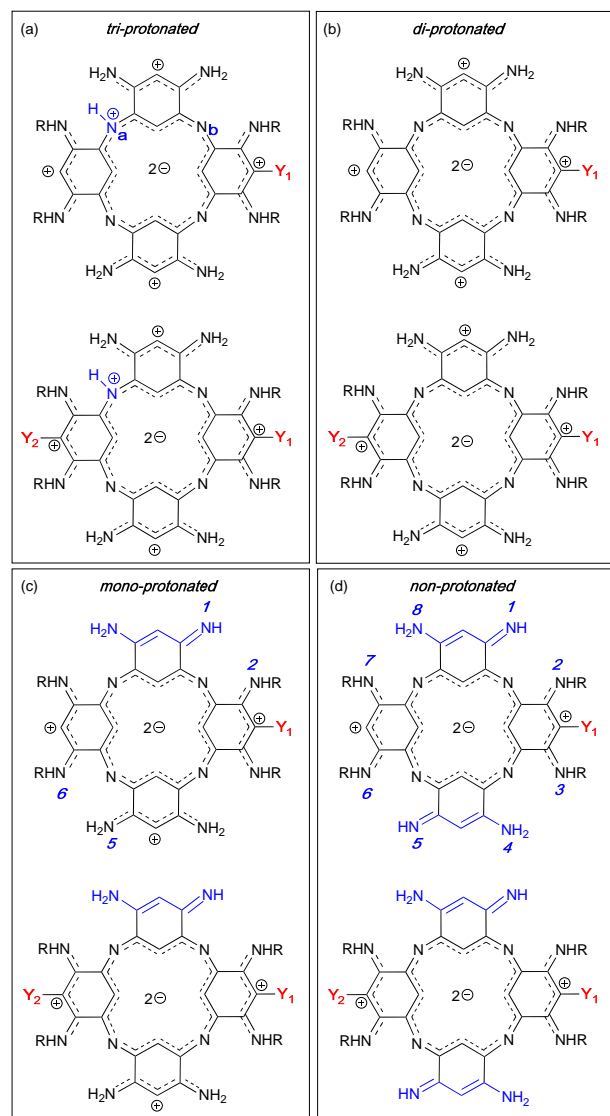 (a) tri-protonated
⊕
H2N NH2
H ⊕
RHN N a b N NHR
⊕ 2⊖ ⊕ Y1
RHN N N NHR
H2N NH2
⊕
⊕
H2N NH2
H ⊕
RHN N N NHR
Y2 ⊕ 2⊖ ⊕ Y1
RHN N N NHR
H2N NH2
⊕
(b) di-protonated
⊕
H2N NH2
RHN N N NHR
⊕ 2⊖ ⊕ Y1
RHN N N NHR
H2N NH2
⊕
⊕
H2N NH2
RHN N N NHR
Y2 ⊕ 2⊖ ⊕ Y1
RHN N N NHR
H2N NH2
⊕
(c) mono-protonated
1
H2N NH
2
RHN N N NHR
⊕ 2⊖ ⊕ Y1
RHN N N NHR
6
5
H2N NH2
⊕
H2N NH
RHN N N NHR
Y2 ⊕ 2⊖ ⊕ Y1
RHN N N NHR
H2N NH2
⊕
(d) non-protonated
8 1
H2N NH
7 2
RHN N N NHR
⊕ 2⊖ ⊕ Y1
RHN N N NHR
6 3
HN NH2
5 4
H2N NH
RHN N N NHR
Y2 ⊕ 2⊖ ⊕ Y1
RHN N N NHR
HN NH2